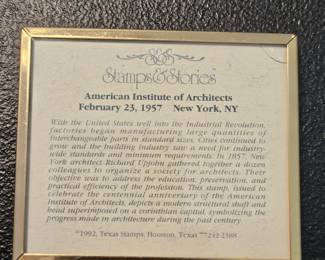 Stamps & Stories™
American Institute of Architects
February 23, 1957 New York, NY
With the United States well into the Industrial Revolution,
factories began manufacturing large quantities of
interchangeable parts in standard sizes. Cities continued to
grow and the building industry saw a need for industry-
wide standards and minimum requirements. In 1857, New
York architect Richard Upjohn gathered together a dozen
colleagues to organize a society for architects. Their
objective was to address the education, preservation, and
practical efficiency of the profession. This stamp, issued to
celebrate the centennial anniversary of the American
Institute of Architects, depicts a modern structural shaft and
head superimposed on a corinthian capital, symbolizing the
progress made in architecture during the past century.
©1992, Texas Stamps, Houston, Texas 77242-2388